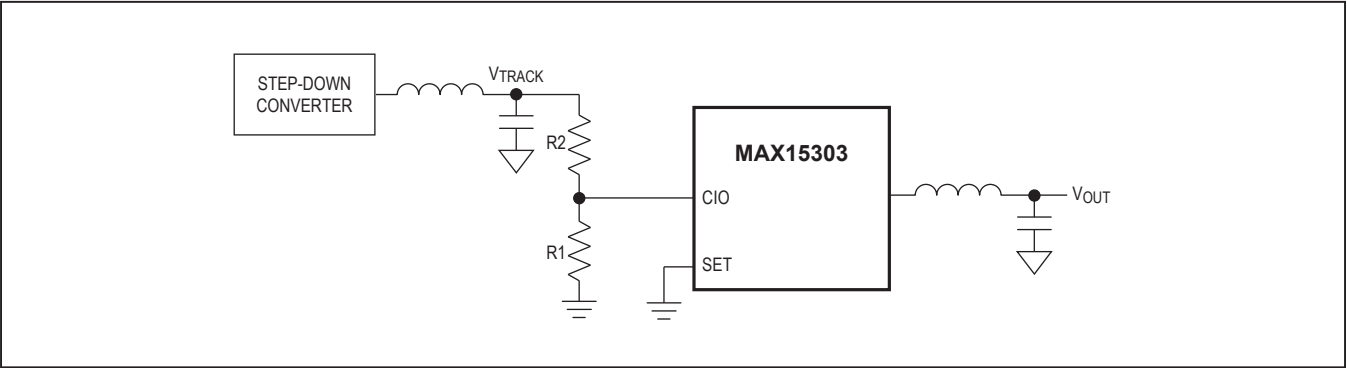 STEP-DOWN
CONVERTER
VTRACK
R2
R1
MAX15303
CIO
SET
VOUT